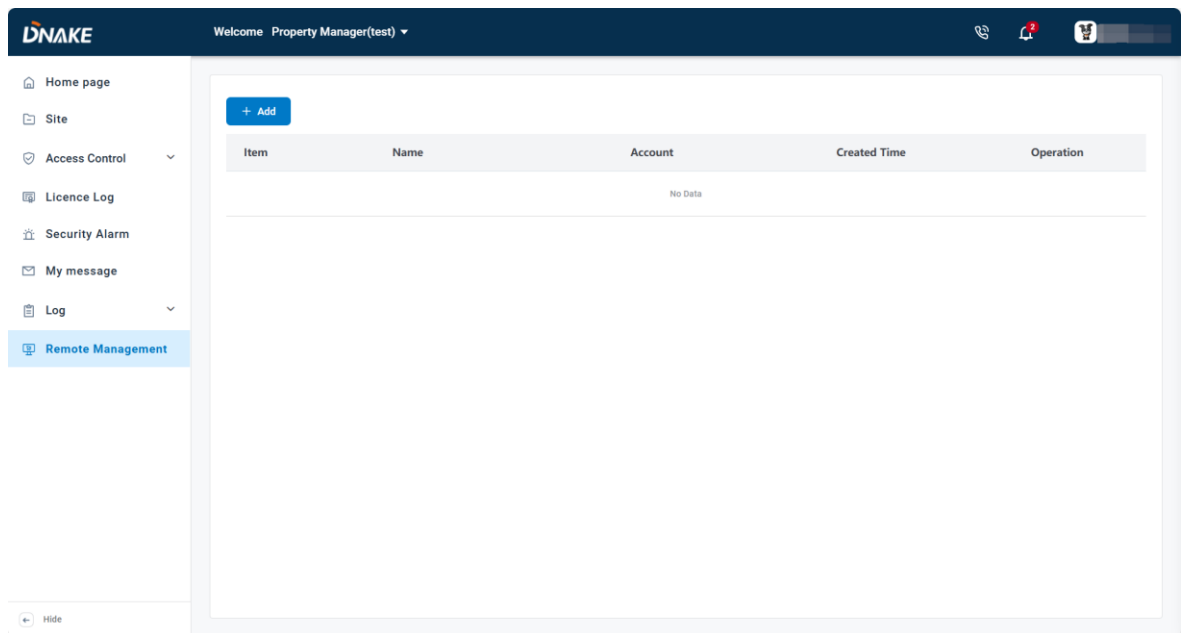 DNAKE
Welcome Property Manager(test)
2
Home page
Site
Access Control
Licence Log
Security Alarm
My message
Log
Remote Management
Hide
+ Add
Item Name Account Created Time Operation
No Data